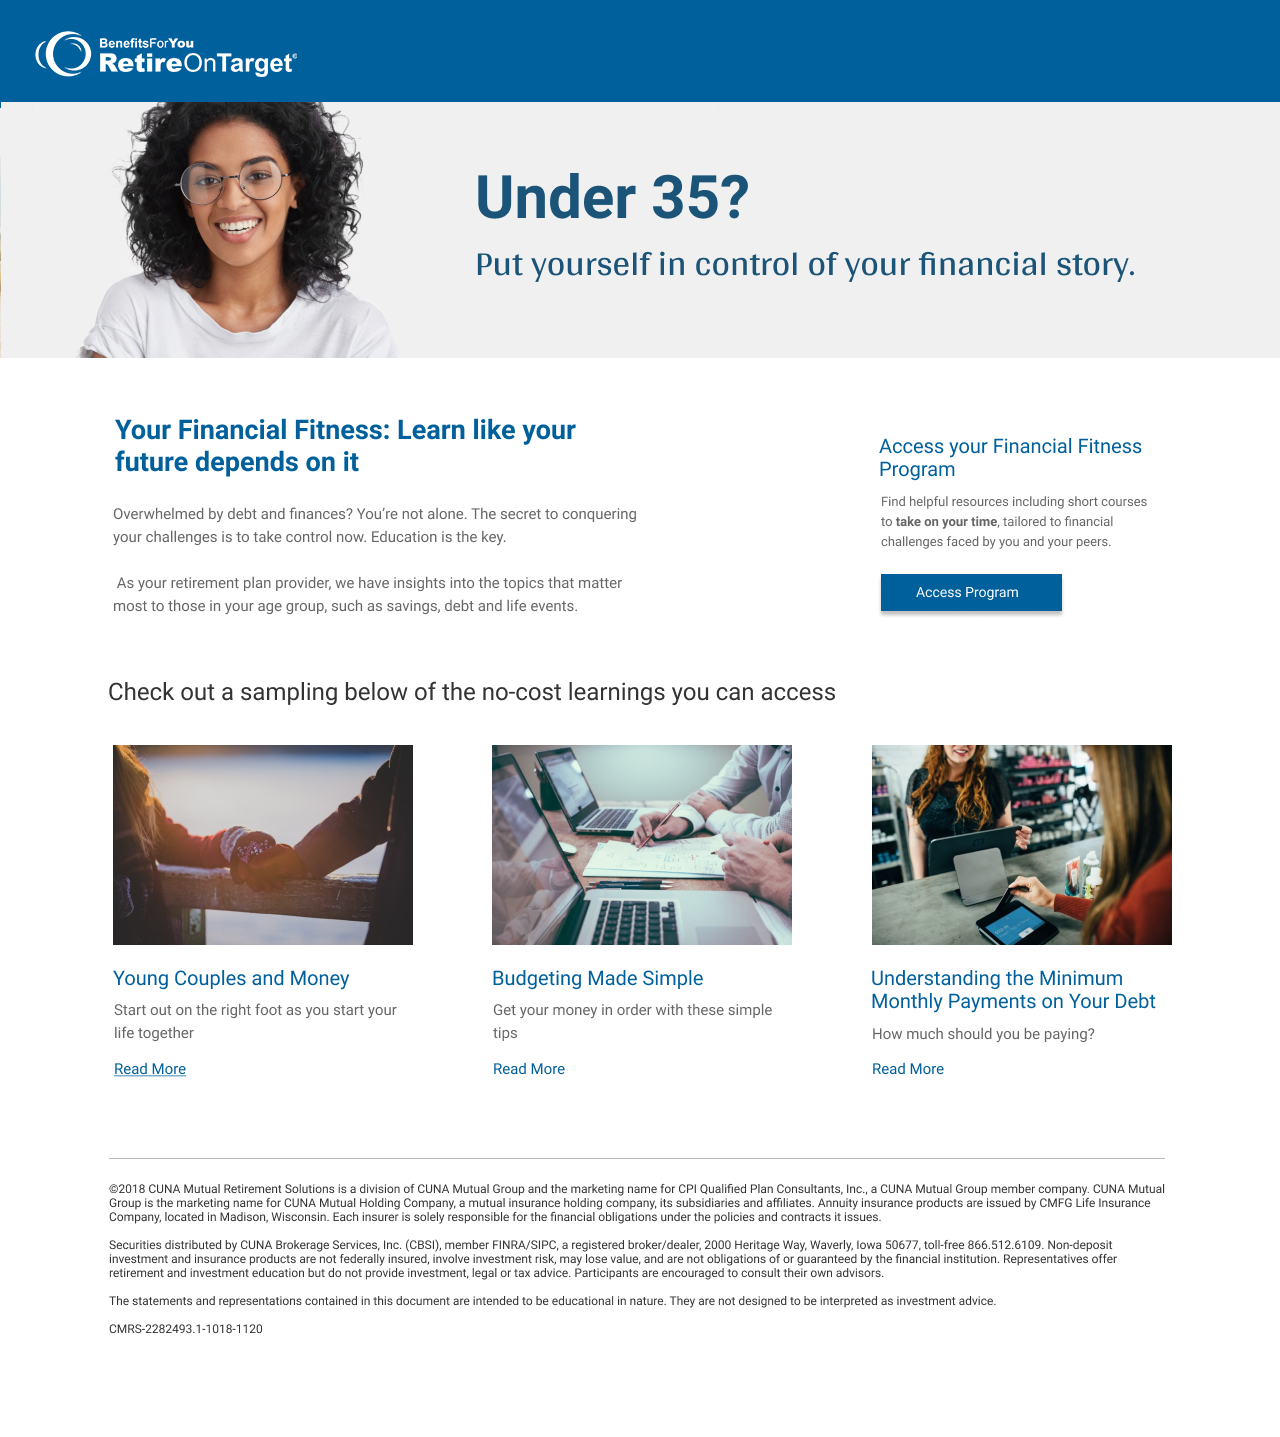 BenefitsForYou
RetireOnTarget®
Under 35?
Put yourself in control of your financial story.
Your Financial Fitness: Learn like your
future depends on it
Overwhelmed by debt and finances? You’re not alone. The secret to conquering
your challenges is to take control now. Education is the key.
As your retirement plan provider, we have insights into the topics that matter
most to those in your age group, such as savings, debt and life events.
Access your Financial Fitness
Program
Find helpful resources including short courses
to take on your time, tailored to financial
challenges faced by you and your peers.
Access Program
Check out a sampling below of the no-cost learnings you can access
Young Couples and Money
Start out on the right foot as you start your
life together
Read More
Budgeting Made Simple
Get your money in order with these simple
tips
Read More
Understanding the Minimum
Monthly Payments on Your Debt
How much should you be paying?
Read More
©2018 CUNA Mutual Retirement Solutions is a division of CUNA Mutual Group and the marketing name for CPI Qualified Plan Consultants, Inc., a CUNA Mutual Group member company. CUNA Mutual
Group is the marketing name for CUNA Mutual Holding Company, a mutual insurance holding company, its subsidiaries and affiliates. Annuity insurance products are issued by CMFG Life Insurance
Company, located in Madison, Wisconsin. Each insurer is solely responsible for the financial obligations under the policies and contracts it issues.
Securities distributed by CUNA Brokerage Services, Inc. (CBSI), member FINRA/SIPC, a registered broker/dealer, 2000 Heritage Way, Waverly, Iowa 50677, toll-free 866.512.6109. Non-deposit
investment and insurance products are not federally insured, involve investment risk, may lose value, and are not obligations of or guaranteed by the financial institution. Representatives offer
retirement and investment education but do not provide investment, legal or tax advice. Participants are encouraged to consult their own advisors.
The statements and representations contained in this document are intended to be educational in nature. They are not designed to be interpreted as investment advice.
CMRS-2282493.1-1018-1120